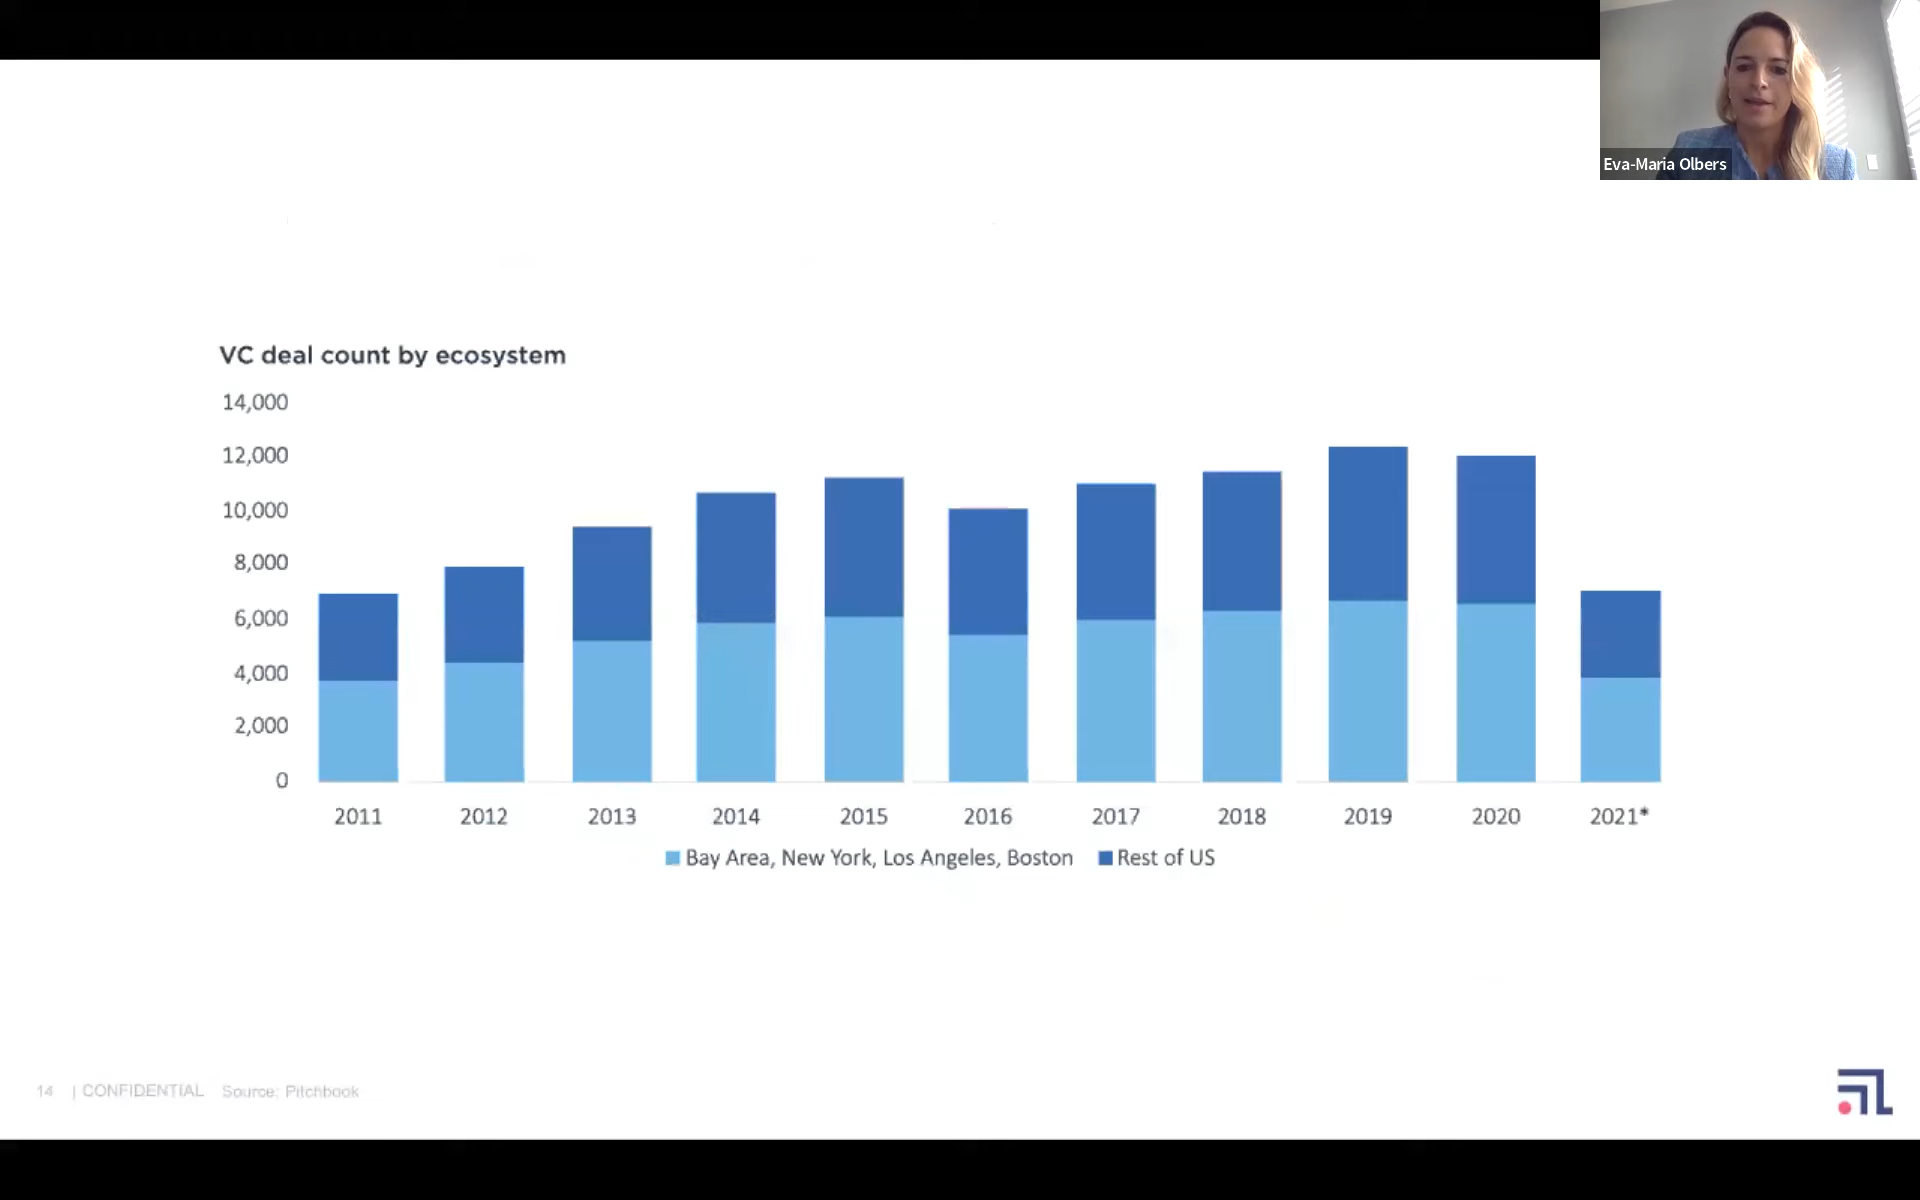 Eva-Maria Olbers
VC deal count by ecosystem
14,000
12,000
10,000
8,000
6,000
4,000
2,000
0
2011 2012 2013 2014 2015 2016 2017 2018 2019 2020 2021*
Bay Area, New York, Los Angeles, Boston Rest of US
14 | CONFIDENTIAL Source: Pitchbook